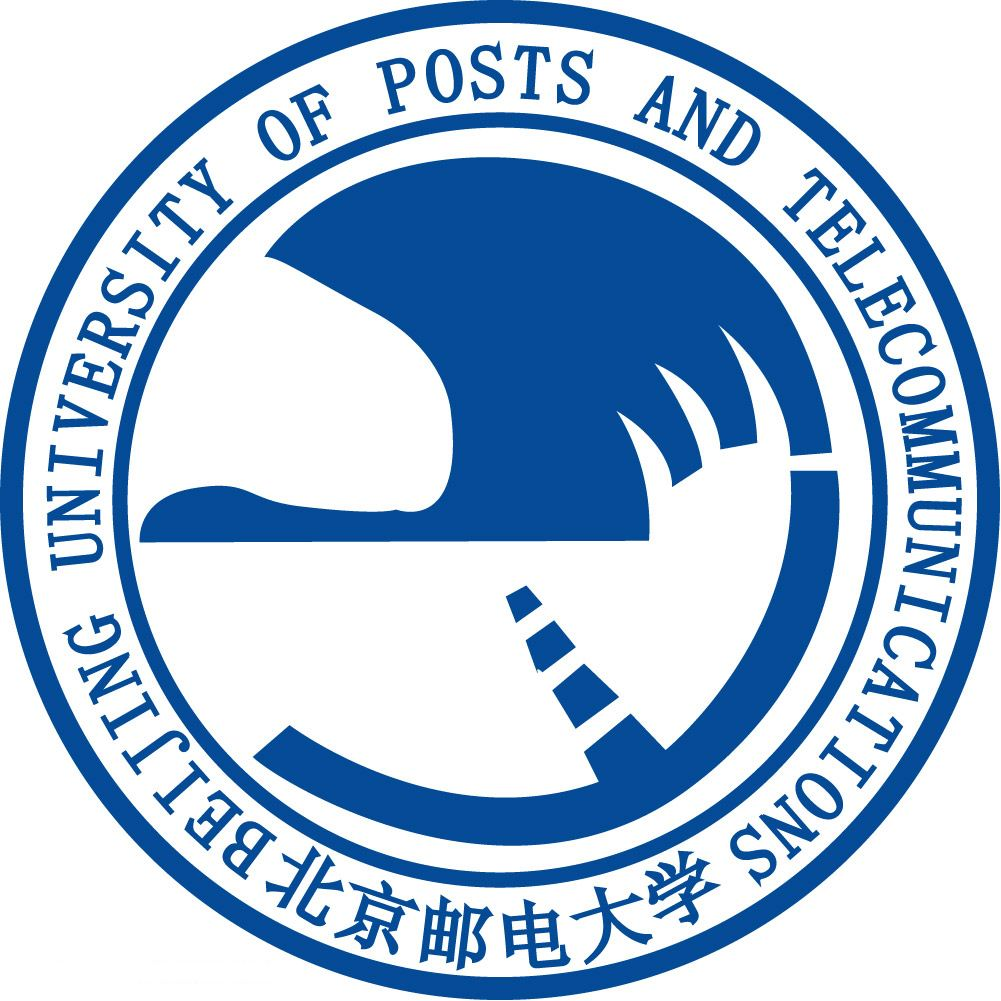 BEIJING UNIVERSITY OF POSTS AND TELECOMMUNICATIONS
北京邮电大学